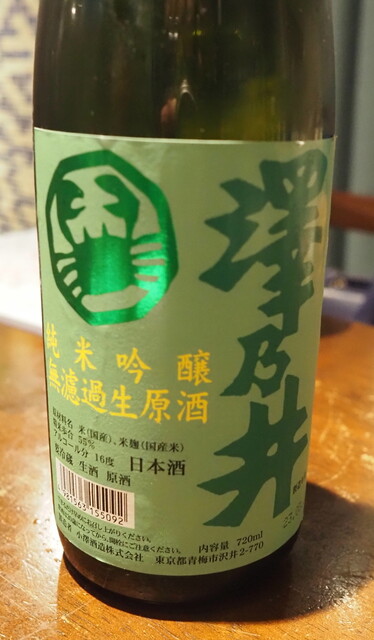 澤乃井
純米吟醸
無濾過生原酒
原材料名 米(国産)、米麹(国産米)
精米歩合 55%
アルコール分 16度 日本酒
要冷蔵 生酒 原酒
内容量 720ml
小澤酒造株式会社 東京都青梅市沢井2-770